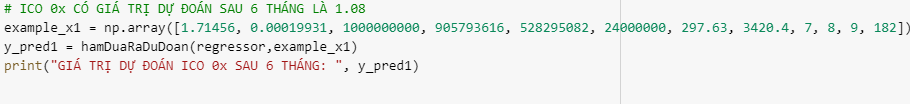 # ICO 0x CÓ GIÁ TRỊ DỰ ĐOÁN SAU 6 THÁNG LÀ 1.08
example_x1 = np.array([1.71456, 0.00019931, 1000000000, 905793616, 528295082, 24000000, 297.63, 3420.4, 7, 8, 9, 182])
y_pred1 = hamDuaRaDuDoan(regressor,example_x1)
print("GIÁ TRỊ DỰ ĐOÁN ICO 0x SAU 6 THÁNG: ", y_pred1)